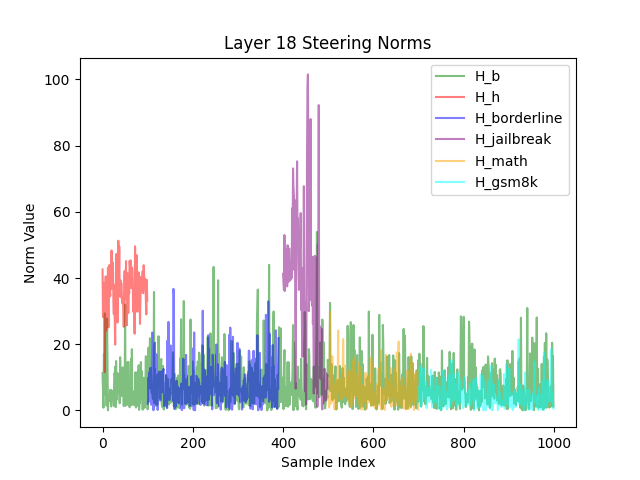 Layer 18 Steering Norms
H_b
H_h
H_borderline
H_jailbreak
H_math
H_gsm8k
Norm Value
100
80
60
40
20
0
0 200 400 600 800 1000
Sample Index